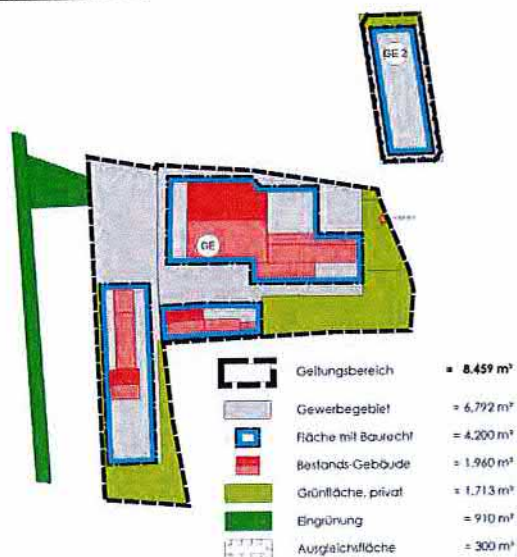 GE 2
GE
Geltungsbereich = 8.459 m²
Gewerbegebiet = 6.792 m²
Fläche mit Baurecht = 4.200 m²
Bestands-Gebäude = 1.960 m²
Grünfläche, privat = 1.713 m²
Eingrünung = 910 m²
Ausgleichsfläche = 300 m²